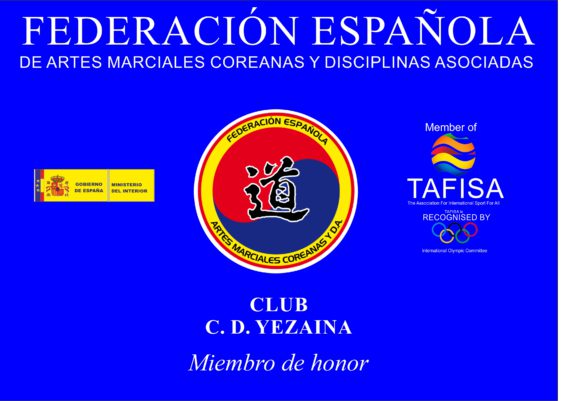 FEDERACIÓN ESPAÑOLA
DE ARTES MARCIALES COREANAS Y DISCIPLINAS ASOCIADAS
GOBIERNO
DE ESPAÑA
MINISTERIO
DEL INTERIOR
FEDERACIÓN ESPAÑOLA
道
ARTES MARCIALES COREANAS Y D.A.
Member of
TAFISA
The Association For International Sport For All
TAFISA is
RECOGNISED BY
International Olympic Committee
CLUB
C. D. YEZAINA
Miembro de honor